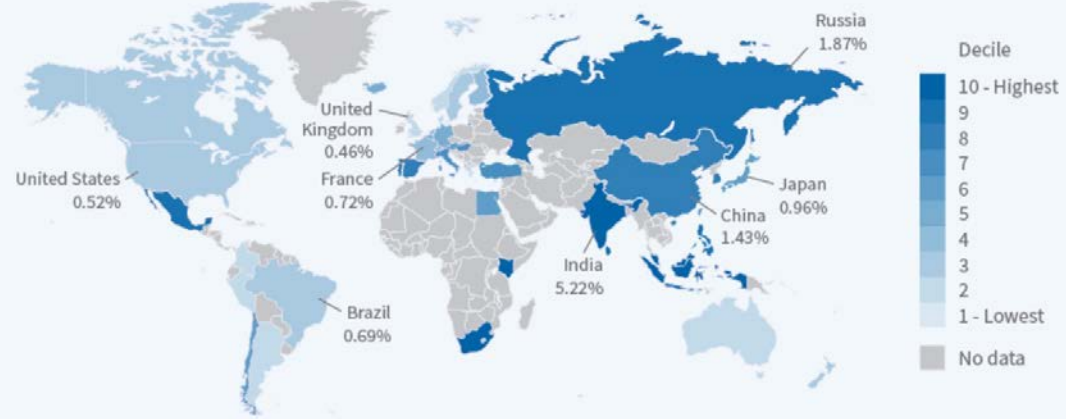 Russia
1.87%
United
Kingdom
0.46%
United States
0.52%
France
0.72%
Japan
0.96%
China
1.43%
India
5.22%
Brazil
0.69%
Decile
10 - Highest
9
8
7
6
5
4
3
2
1 - Lowest
No data